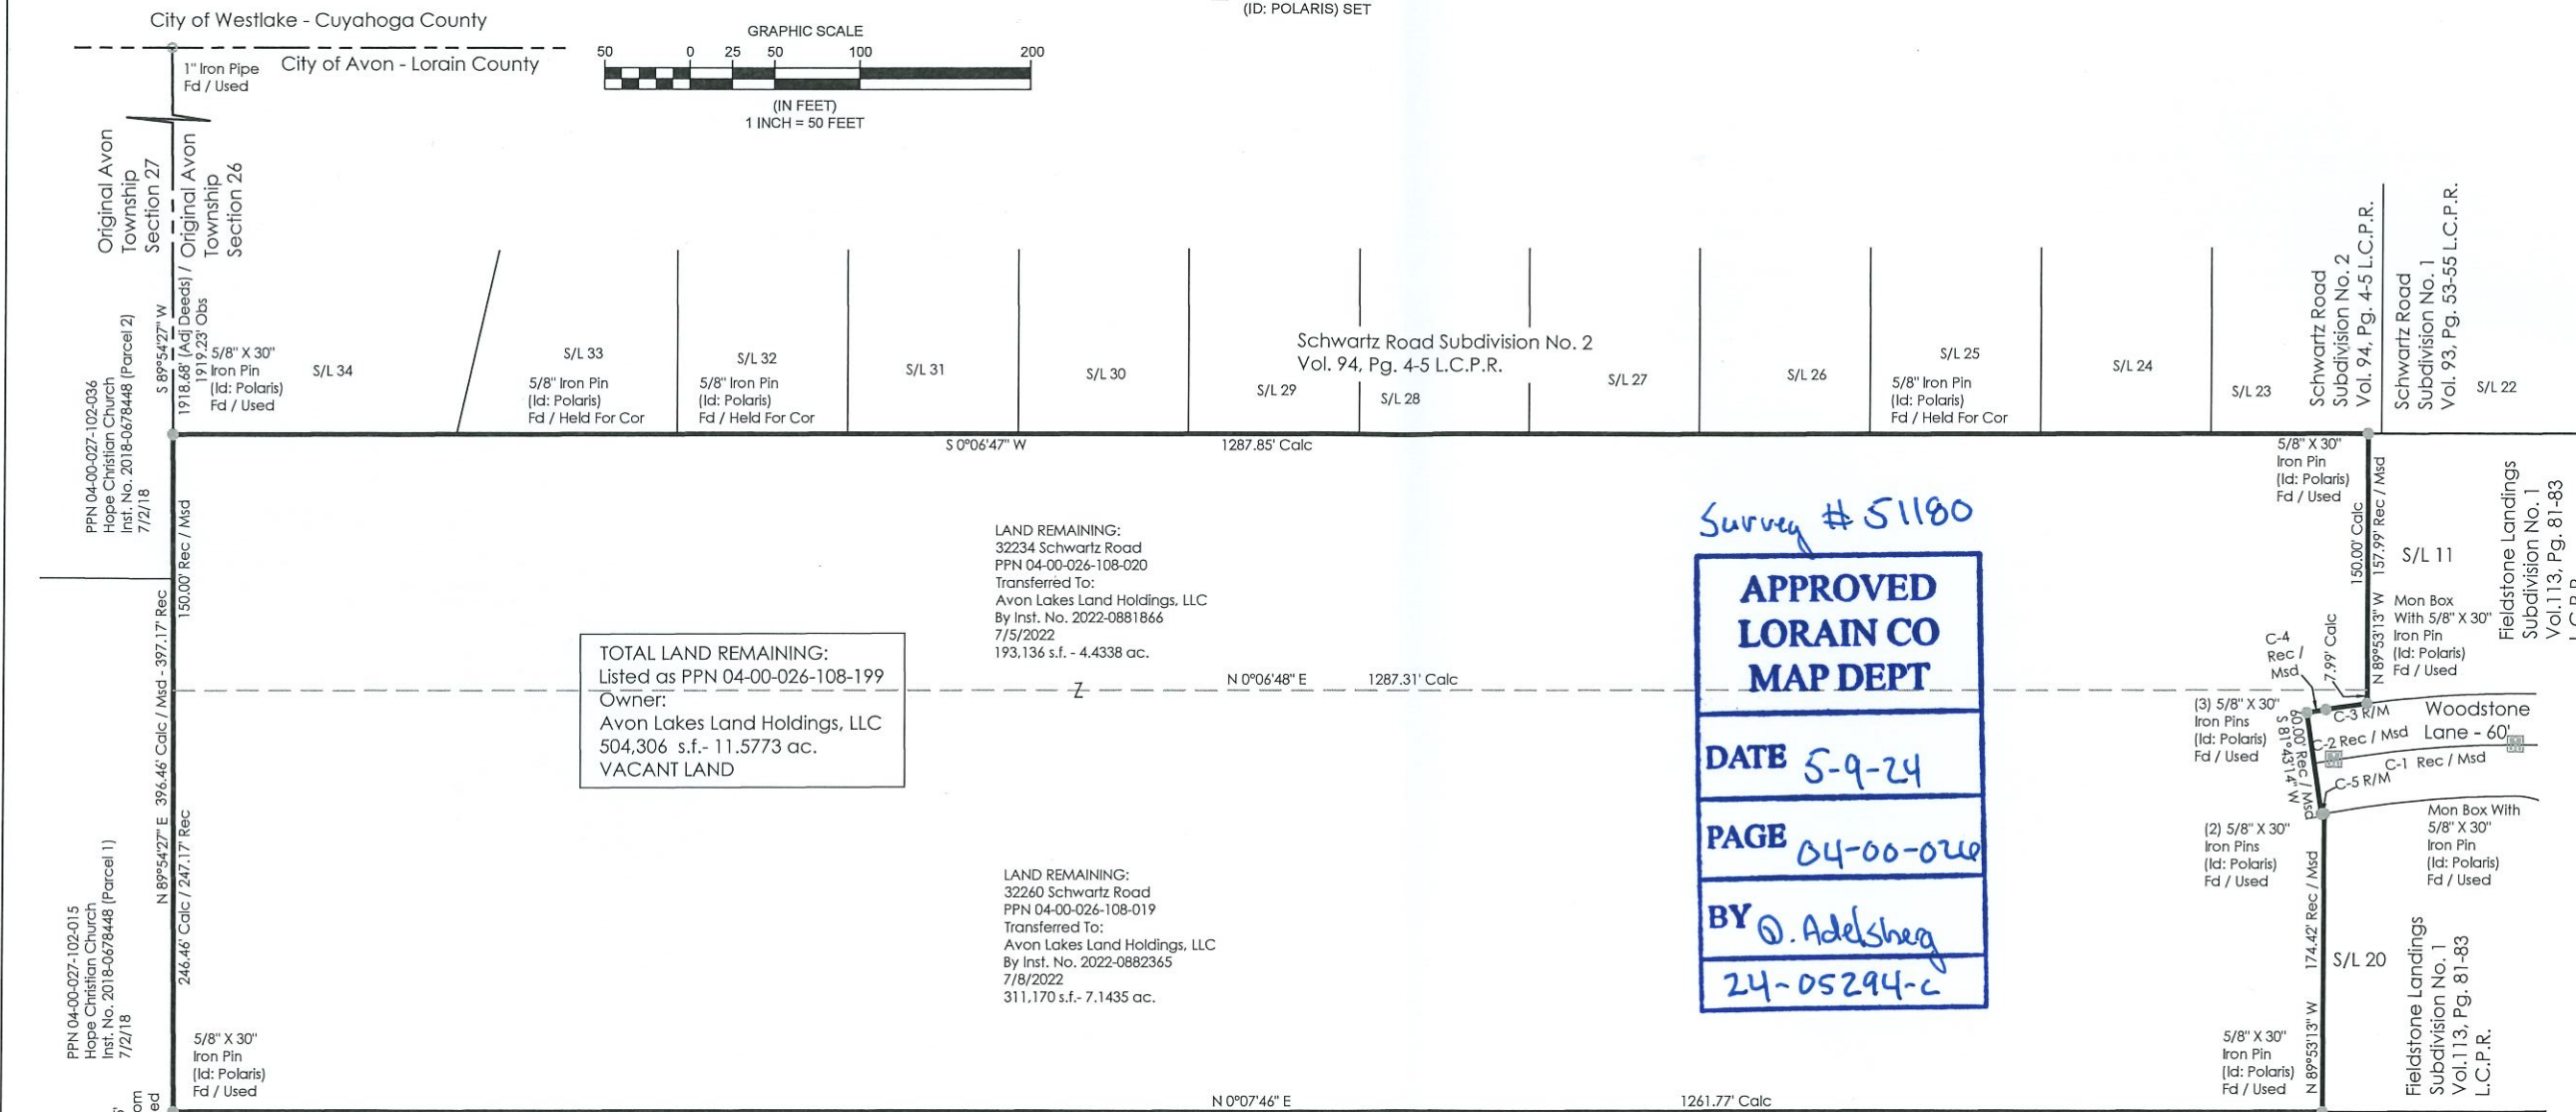 (ID: POLARIS) SET
City of Westlake - Cuyahoga County
City of Avon - Lorain County
1" Iron Pipe
Fd / Used
GRAPHIC SCALE
50 0 25 50 100 200
(IN FEET)
1 INCH = 50 FEET
Original Avon
Township
Section 27
Original Avon
Township
Section 26
S 89°54'27" W
1918.68' (Adj Deeds) /
1919.23' Obs
5/8" X 30"
Iron Pin
(Id: Polaris)
Fd / Used
S/L 34
S/L 33
5/8" Iron Pin
(Id: Polaris)
Fd / Held For Cor
S/L 32
5/8" Iron Pin
(Id: Polaris)
Fd / Held For Cor
S/L 31
S/L 30
S/L 29
Schwartz Road Subdivision No. 2
Vol. 94, Pg. 4-5 L.C.P.R.
S/L 28
S/L 27
S/L 26
S/L 25
5/8" Iron Pin
(Id: Polaris)
Fd / Held For Cor
S/L 24
S/L 23
Schwartz Road
Subdivision No. 2
Vol. 94, Pg. 4-5 L.C.P.R.
Schwartz Road
Subdivision No. 1
Vol. 93, Pg. 53-55 L.C.P.R.
S/L 22
S 0°06'47" W 1287.85' Calc
PPN 04-00-027-102-036
Hope Christian Church
Inst. No. 2018-0678448 (Parcel 2)
7/2/18
150.00' Rec / Msd
N 89°54'27" E 396.46' Calc / Msd - 397.17' Rec
246.46' Calc / 247.17' Rec
PPN 04-00-027-102-015
Hope Christian Church
Inst. No. 2018-0678448 (Parcel 1)
7/2/18
LAND REMAINING:
32234 Schwartz Road
PPN 04-00-026-108-020
Transferred To:
Avon Lakes Land Holdings, LLC
By Inst. No. 2022-0881866
7/5/2022
193,136 s.f. - 4.4338 ac.
TOTAL LAND REMAINING:
Listed as PPN 04-00-026-108-199
Owner:
Avon Lakes Land Holdings, LLC
504,306 s.f.- 11.5773 ac.
VACANT LAND
Z
N 0°06'48" E 1287.31' Calc
LAND REMAINING:
32260 Schwartz Road
PPN 04-00-026-108-019
Transferred To:
Avon Lakes Land Holdings, LLC
By Inst. No. 2022-0882365
7/8/2022
311,170 s.f.- 7.1435 ac.
Survey # 51180
APPROVED
LORAIN CO
MAP DEPT
DATE 5-9-24
PAGE 04-00-026
BY D. Adelsberg
24-05294-C
5/8" X 30"
Iron Pin
(Id: Polaris)
Fd / Used
150.00' Calc
7.99' Calc
N 89°53'13" W 157.99' Rec / Msd
S/L 11
Fieldstone Landings
Subdivision No. 1
Vol.113, Pg. 81-83
Mon Box
With 5/8" X 30"
Iron Pin
(Id: Polaris)
Fd / Used
C-4
Rec /
Msd
(3) 5/8" X 30"
Iron Pins
(Id: Polaris)
Fd / Used
C-3 R/M
Woodstone
Lane - 60'
C-2 Rec / Msd
C-1 Rec / Msd
C-5 R/M
60.00' Rec / Msd
S 81°43'14" W
(2) 5/8" X 30"
Iron Pins
(Id: Polaris)
Fd / Used
Mon Box With
5/8" X 30"
Iron Pin
(Id: Polaris)
Fd / Used
N 89°53'13" W 174.42' Rec / Msd
S/L 20
Fieldstone Landings
Subdivision No. 1
Vol.113, Pg. 81-83
L.C.P.R.
5/8" X 30"
Iron Pin
(Id: Polaris)
Fd / Used
5/8" X 30"
Iron Pin
(Id: Polaris)
Fd / Used
N 0°07'46" E 1261.77' Calc